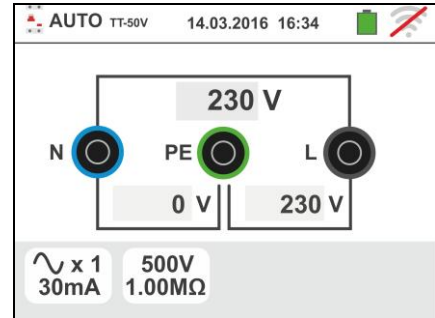 AUTO TT-50V 14.03.2016 16:34
230 V
N PE L
0 V 230 V
x 1 500V
30mA 1.00MΩ